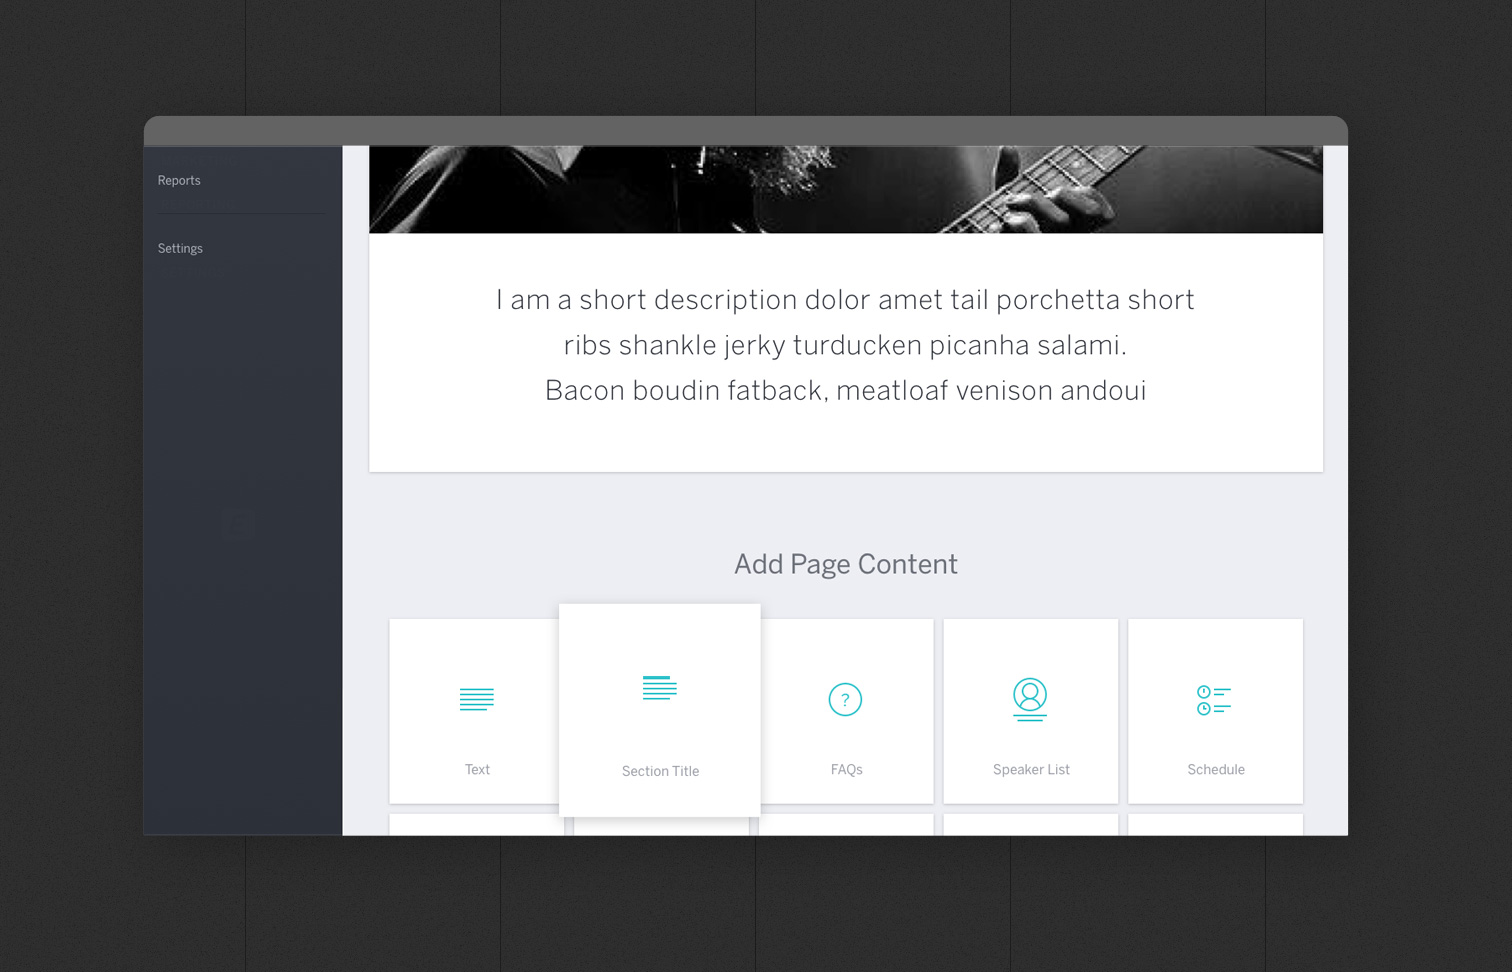 Reports
Settings
I am a short description dolor amet tail porchetta short
ribs shankle jerky turducken picanha salami.
Bacon boudin fatback, meatloaf venison andoui
Add Page Content
Text
Section Title
?
FAQs
Speaker List
Schedule